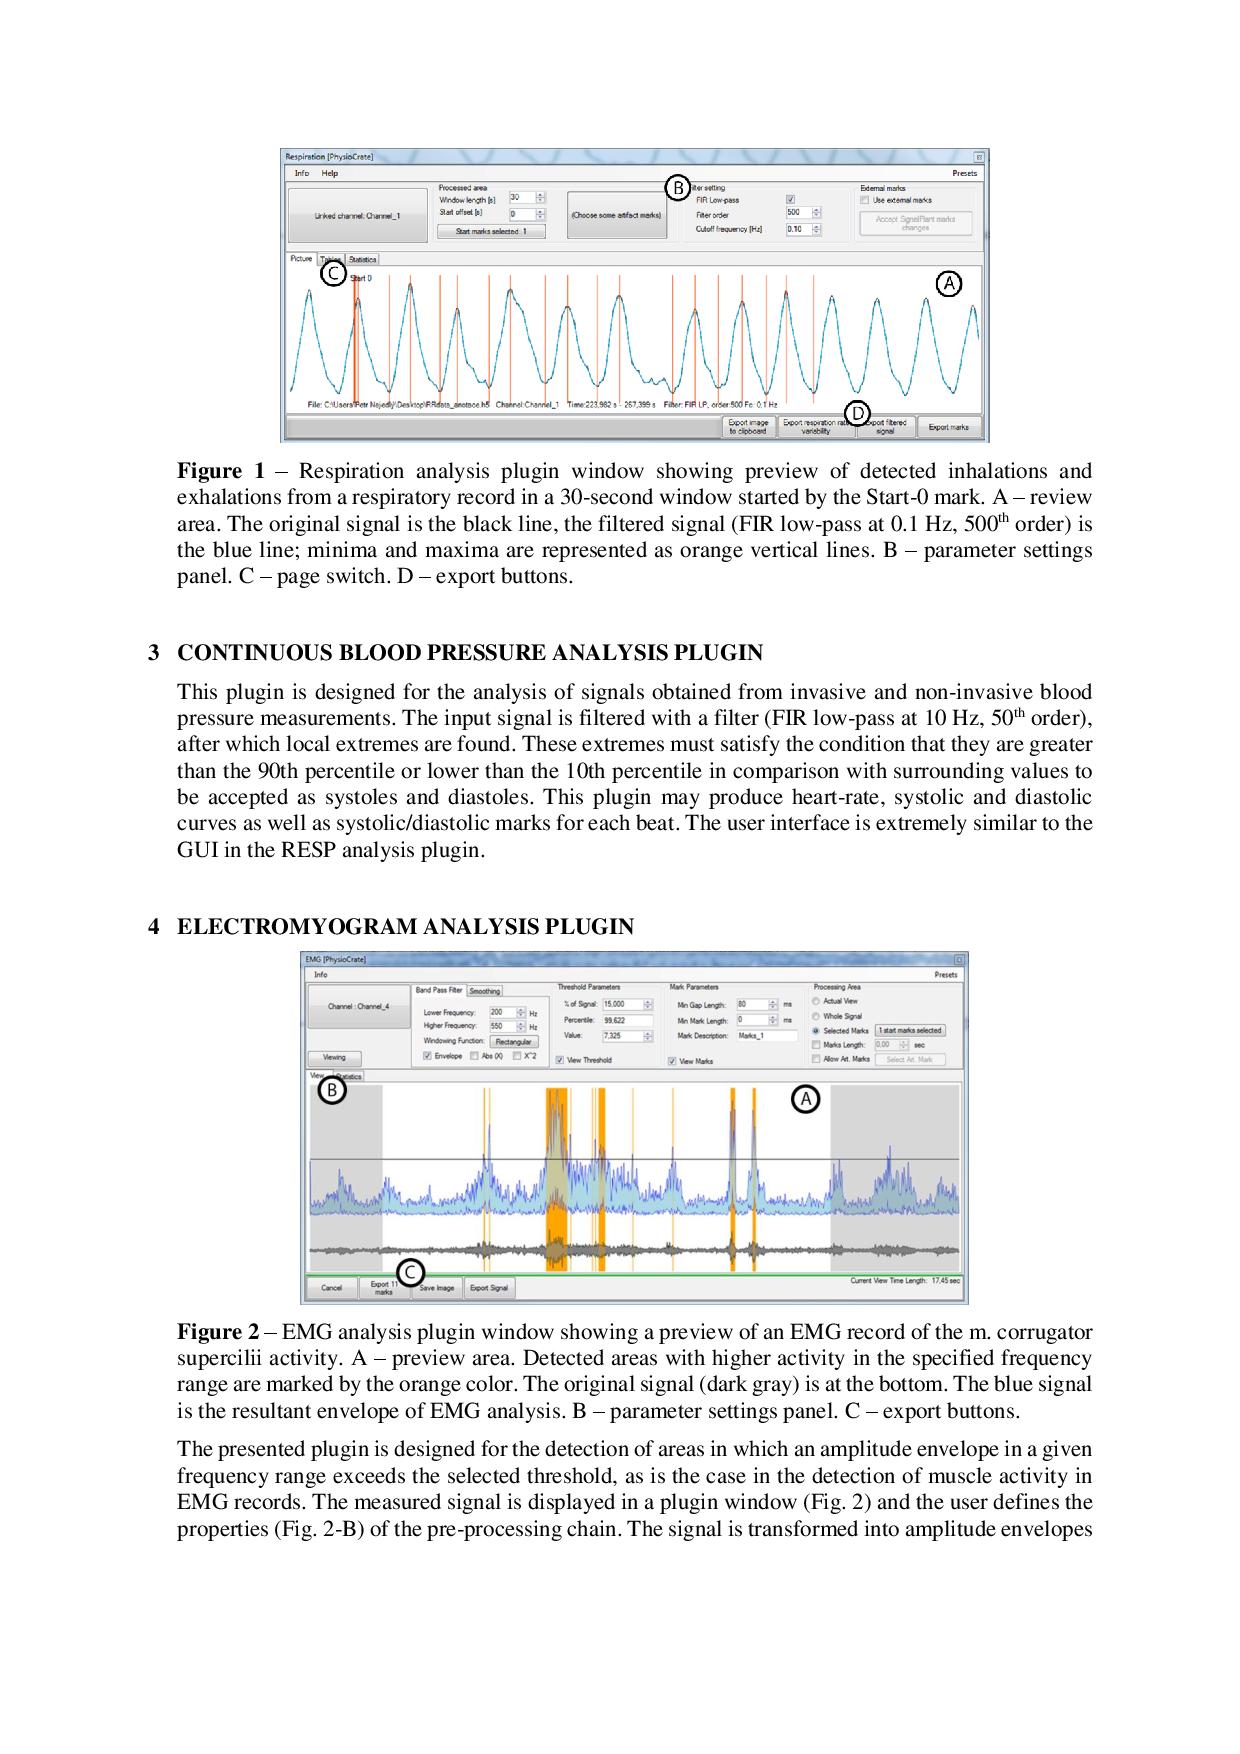 Respiration [PhysioCrate]
Info Help Presets
Linked channel: Channel_1
Processed area
Window length [s] 30
Start offset [s] 0
Start marks selected: 1
(Choose some artifact marks)
B
FIR Low-pass
Filter order 500
Cutoff frequency [Hz] 0.10
External marks
Use external marks
Accept SignalPlant marks
changes
Picture Statistics
C Start 0
A
File: C:\Users\Petr Nejedly\Desktop\RRdata_anotace.h5 Channel:Channel_1 Time:223,982 s - 267,399 s Filter: FIR LP, order:500 Fc: 0,1 Hz
D
Export image
to clipboard
Export respiration rate
variability
Export filtered
signal
Export marks
Figure 1 – Respiration analysis plugin window showing preview of detected inhalations and
exhalations from a respiratory record in a 30-second window started by the Start-0 mark. A – review
area. The original signal is the black line, the filtered signal (FIR low-pass at 0.1 Hz, 500th order) is
the blue line; minima and maxima are represented as orange vertical lines. B – parameter settings
panel. C – page switch. D – export buttons.
3 CONTINUOUS BLOOD PRESSURE ANALYSIS PLUGIN
This plugin is designed for the analysis of signals obtained from invasive and non-invasive blood
pressure measurements. The input signal is filtered with a filter (FIR low-pass at 10 Hz, 50th order),
after which local extremes are found. These extremes must satisfy the condition that they are greater
than the 90th percentile or lower than the 10th percentile in comparison with surrounding values to
be accepted as systoles and diastoles. This plugin may produce heart-rate, systolic and diastolic
curves as well as systolic/diastolic marks for each beat. The user interface is extremely similar to the
GUI in the RESP analysis plugin.
4 ELECTROMYOGRAM ANALYSIS PLUGIN
EMG [PhysioCrate]
Info Presets
Channel : Channel_4
Viewing
Band Pass Filter Smoothing
Lower Frequency: 200 Hz
Higher Frequency: 550 Hz
Windowing Function: Rectangular
Envelope Abs (X) X^2
Threshold Parameters
% of Signal: 15,000
Percentile: 99,622
Value: 7,325
View Threshold
Mark Parameters
Min Gap Length: 80 ms
Min Mark Length: 0 ms
Mark Description: Marks_1
View Marks
Processing Area
Actual View
Whole Signal
Selected Marks 1 start marks selected
Marks Length: 0,00 sec
Allow Art. Marks Select Art. Mark
View Statistics
B
A
C
Cancel
Export 11
marks
Save Image
Export Signal
Current View Time Length: 17,45 sec
Figure 2 – EMG analysis plugin window showing a preview of an EMG record of the m. corrugator
supercilii activity. A – preview area. Detected areas with higher activity in the specified frequency
range are marked by the orange color. The original signal (dark gray) is at the bottom. The blue signal
is the resultant envelope of EMG analysis. B – parameter settings panel. C – export buttons.
The presented plugin is designed for the detection of areas in which an amplitude envelope in a given
frequency range exceeds the selected threshold, as is the case in the detection of muscle activity in
EMG records. The measured signal is displayed in a plugin window (Fig. 2) and the user defines the
properties (Fig. 2-B) of the pre-processing chain. The signal is transformed into amplitude envelopes